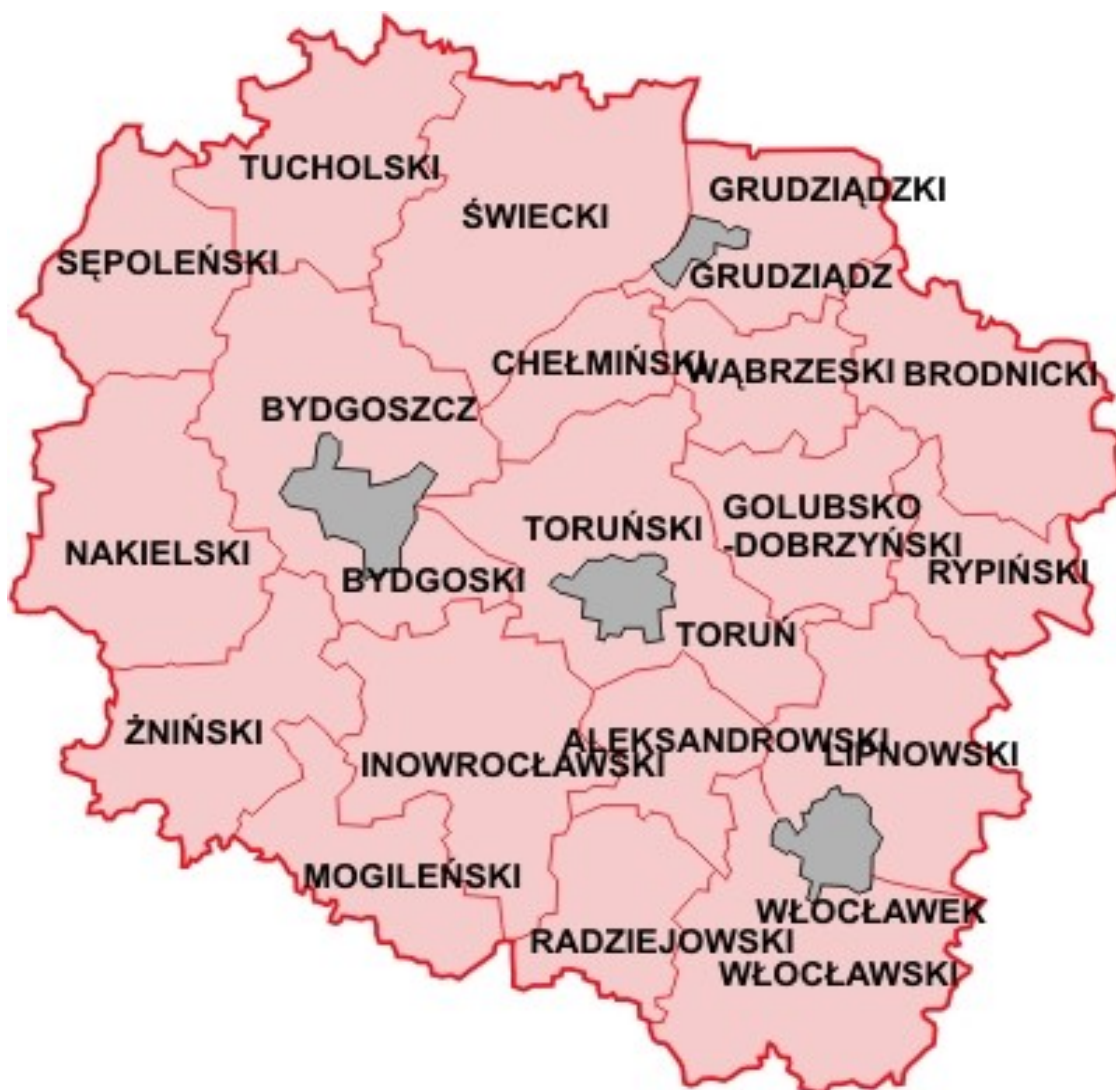 TUCHOLSKI
GRUDZIĄDZKI
ŚWIECKI
SĘPOLEŃSKI
GRUDZIĄDZ
CHEŁMIŃSKI
WĄBRZESKI
BRODNICKI
BYDGOSZCZ
GOLUBSKO
-DOBRZYŃSKI
TORUŃSKI
NAKIELSKI
RYPIŃSKI
BYDGOSKI
TORUŃ
ŻNIŃSKI
ALEKSANDROWSKI
LIPNOWSKI
INOWROCŁAWSKI
MOGILEŃSKI
WŁOCŁAWEK
RADZIEJOWSKI
WŁOCŁAWSKI